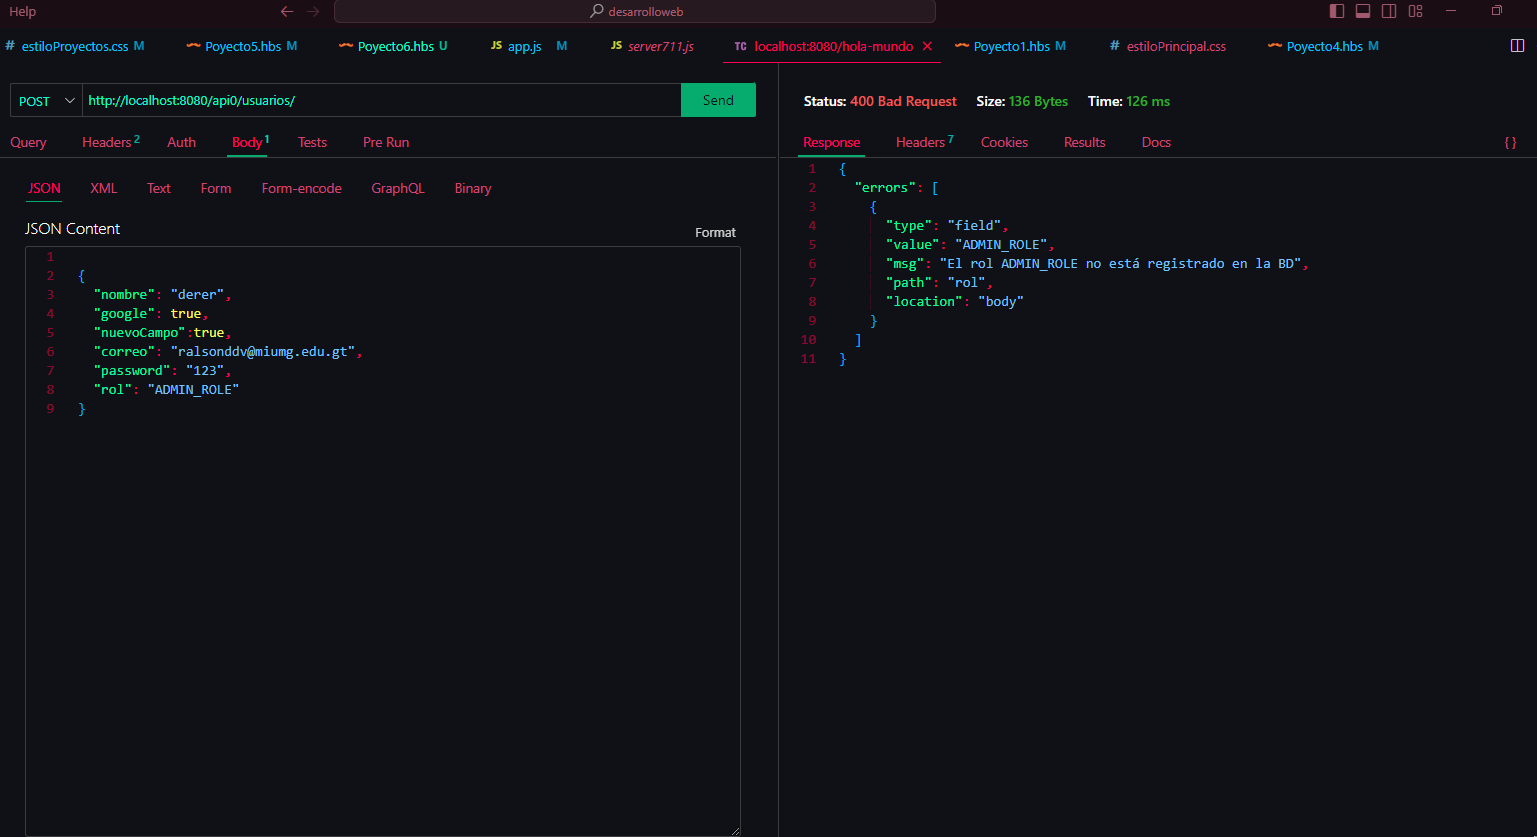 Help
desarrolloweb
# estiloProyectos.css M
Poyecto5.hbs M
Poyecto6.hbs U
JS app.js M
JS server711.js
TC localhost:8080/hola-mundo
Poyecto1.hbs M
# estiloPrincipal.css
Poyecto4.hbs M
POST
http://localhost:8080/api0/usuarios/
Send
Query
Headers 2
Auth
Body 1
Tests
Pre Run
JSON
XML
Text
Form
Form-encode
GraphQL
Binary
JSON Content
Format
1
2 {
3 "nombre": "derer",
4 "google": true,
5 "nuevoCampo":true,
6 "correo": "ralsonddv@miumg.edu.gt",
7 "password": "123",
8 "rol": "ADMIN_ROLE"
9 }
Status: 400 Bad Request Size: 136 Bytes Time: 126 ms
Response
Headers 7
Cookies
Results
Docs
{ }
1 {
2 "errors": [
3 {
4 "type": "field",
5 "value": "ADMIN_ROLE",
6 "msg": "El rol ADMIN_ROLE no está registrado en la BD",
7 "path": "rol",
8 "location": "body"
9 }
10 ]
11 }